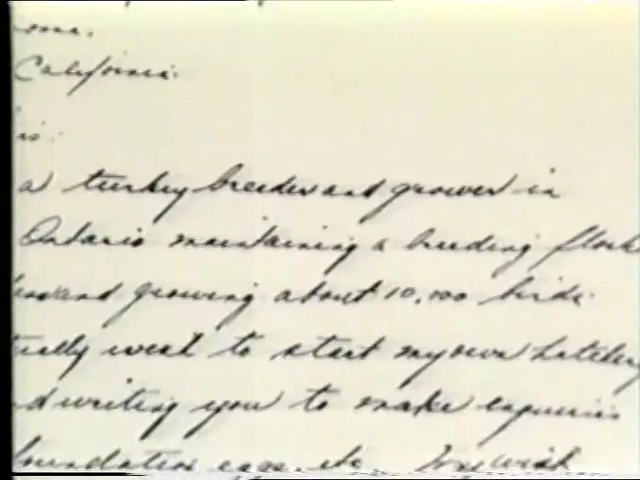 California.
a turkey breeder and grower in
Ontario maintaining a breeding flock
and growing about 10,000 birds.
wish to start my own hatchery
writing you to make enquiries
foundation eggs, etc.